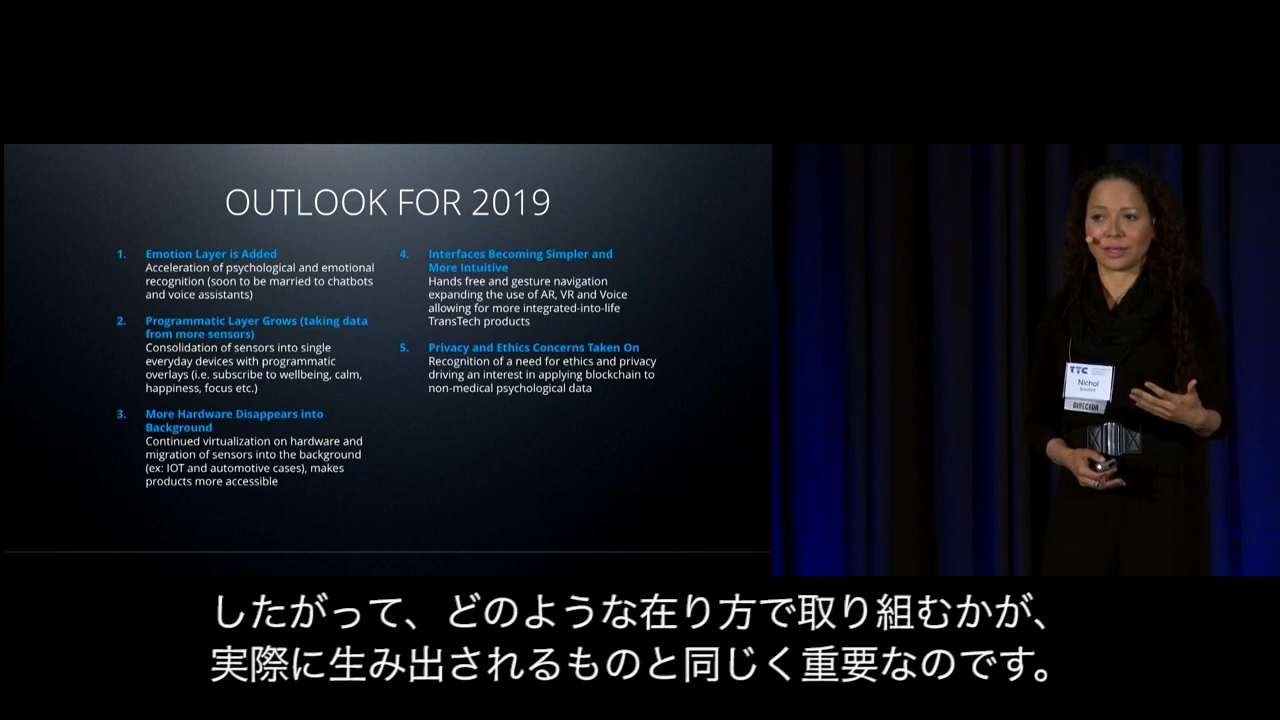 OUTLOOK FOR 2019
1. Emotion Layer is Added
Acceleration of psychological and emotional
recognition (soon to be married to chatbots
and voice assistants)
2. Programmatic Layer Grows (taking data
from more sensors)
Consolidation of sensors into single
everyday devices with programmatic
overlays (i.e. subscribe to wellbeing, calm,
happiness, focus etc.)
3. More Hardware Disappears into
Background
Continued virtualization on hardware and
migration of sensors into the background
(ex: IOT and automotive cases), makes
products more accessible
4. Interfaces Becoming Simpler and
More Intuitive
Hands free and gesture navigation
expanding the use of AR, VR and Voice
allowing for more integrated-into-life
TransTech products
5. Privacy and Ethics Concerns Taken On
Recognition of a need for ethics and privacy
driving an interest in applying blockchain to
non-medical psychological data
TTC
Nichol
DIRECTOR
したがって、どのような在り方で取り組むかが、
実際に生み出されるものと同じく重要なのです。